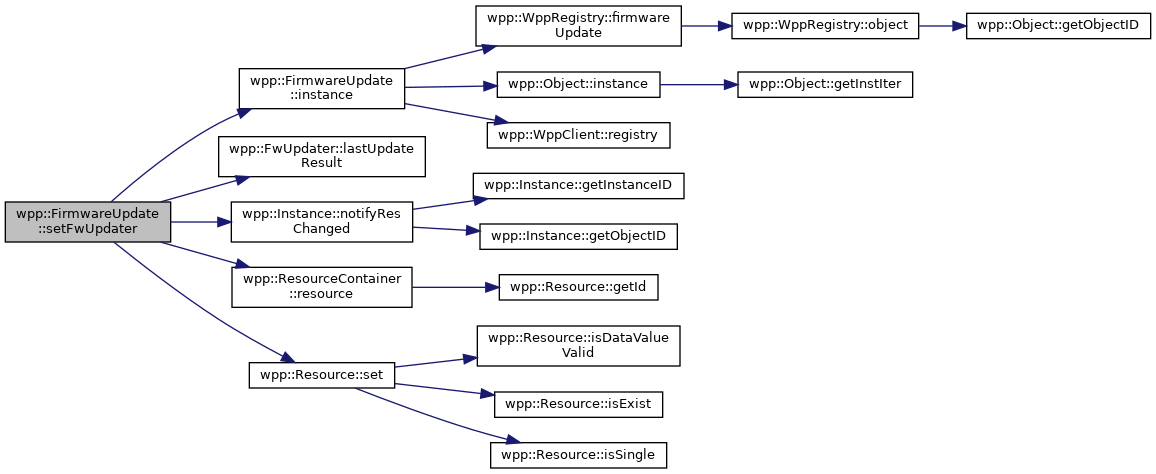 wpp::FirmwareUpdate
::setFwUpdater
wpp::FirmwareUpdate
::instance
wpp::WppRegistry::firmware
Update
wpp::WppRegistry::object
wpp::Object::getObjectID
wpp::Object::instance
wpp::Object::getInstIter
wpp::WppClient::registry
wpp::FwUpdater::lastUpdate
Result
wpp::Instance::notifyRes
Changed
wpp::Instance::getInstanceID
wpp::Instance::getObjectID
wpp::ResourceContainer
::resource
wpp::Resource::getId
wpp::Resource::set
wpp::Resource::isDataValue
Valid
wpp::Resource::isExist
wpp::Resource::isSingle